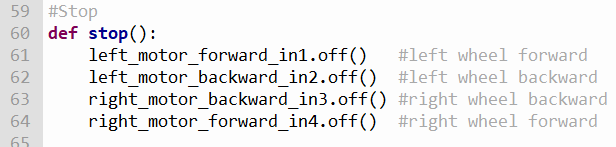 59 #Stop
60 def stop():
61     left_motor_forward_in1.off()   #left wheel forward
62     left_motor_backward_in2.off()  #left wheel backward
63     right_motor_backward_in3.off() #right wheel backward
64     right_motor_forward_in4.off()  #right wheel forward
65